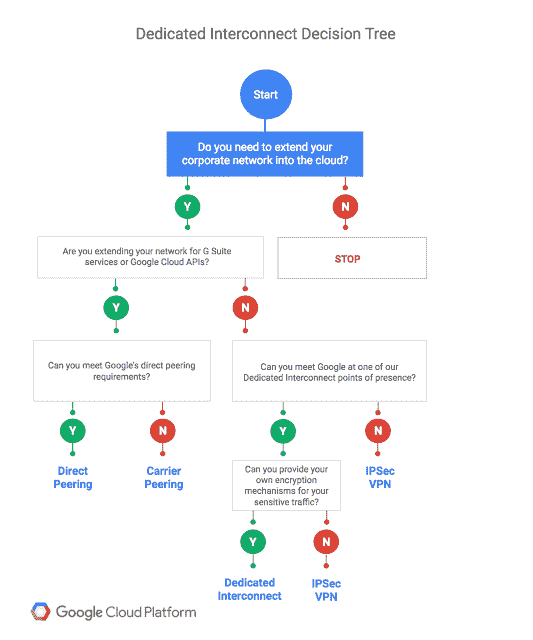 Dedicated Interconnect Decision Tree
Start
Do you need to extend your
corporate network into the cloud?
Y
N
Are you extending your network for G Suite
services or Google Cloud APIs?
STOP
Y
N
Can you meet Google's direct peering
requirements?
Can you meet Google at one of our
Dedicated Interconnect points of presence?
Y
N
Y
N
Direct
Peering
Carrier
Peering
Can you provide your
own encryption
mechanisms for your
sensitive traffic?
IPSec
VPN
Y
N
Dedicated
Interconnect
IPSec
VPN
Google Cloud Platform